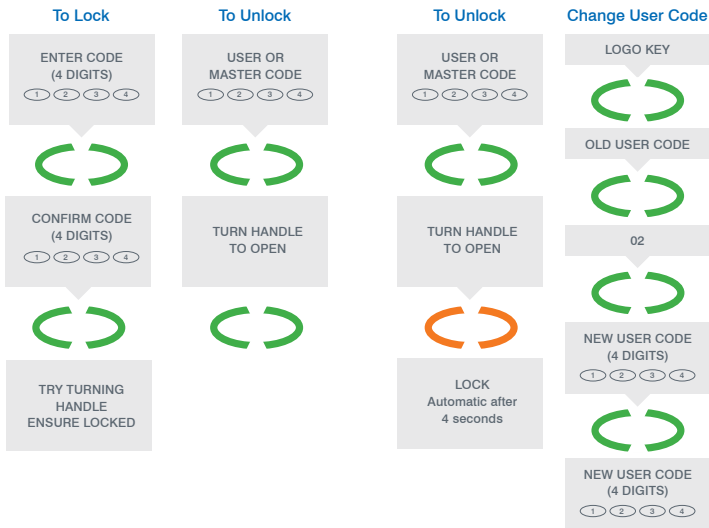 To Lock
ENTER CODE
(4 DIGITS)
1 2 3 4
CONFIRM CODE
(4 DIGITS)
1 2 3 4
TRY TURNING
HANDLE
ENSURE LOCKED
To Unlock
USER OR
MASTER CODE
1 2 3 4
TURN HANDLE
TO OPEN
To Unlock
USER OR
MASTER CODE
1 2 3 4
TURN HANDLE
TO OPEN
LOCK
Automatic after
4 seconds
Change User Code
LOGO KEY
OLD USER CODE
02
NEW USER CODE
(4 DIGITS)
1 2 3 4
NEW USER CODE
(4 DIGITS)
1 2 3 4